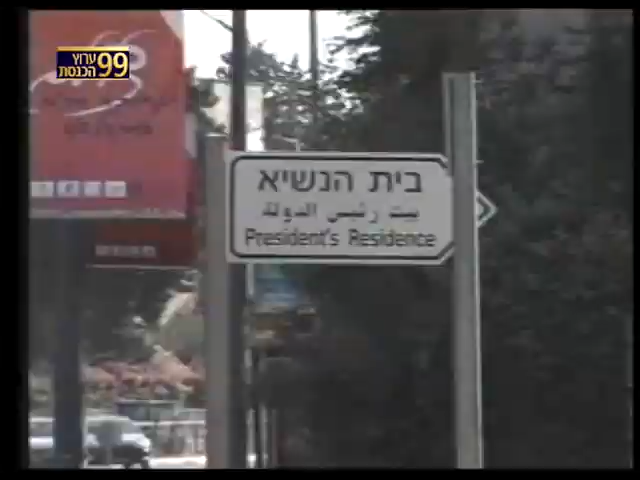 ערוץ 99
הכנסת
בית הנשיא
بيت رئيس الدولة
President's Residence